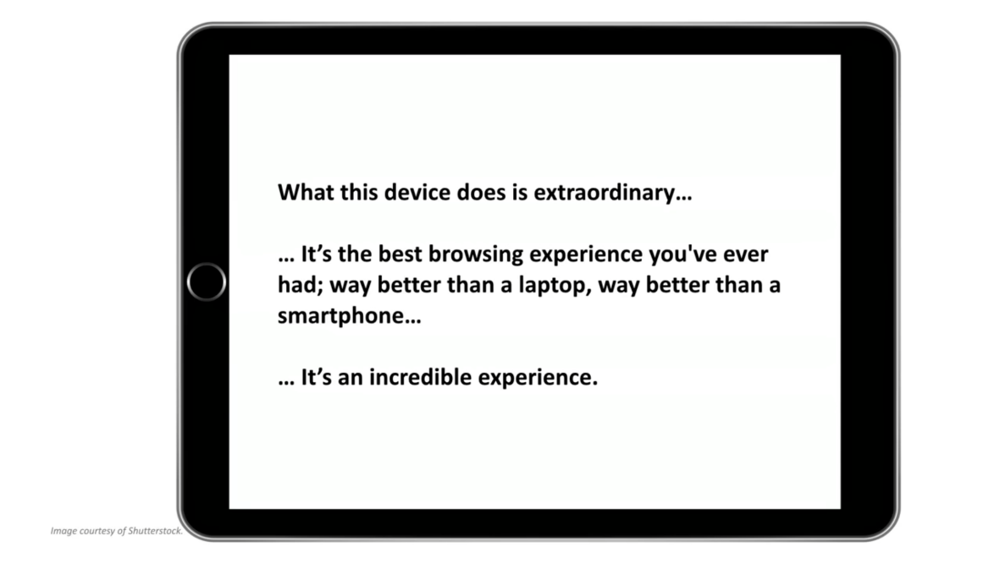 What this device does is extraordinary…
… It’s the best browsing experience you've ever
had; way better than a laptop, way better than a
smartphone…
… It’s an incredible experience.
Image courtesy of Shutterstock.